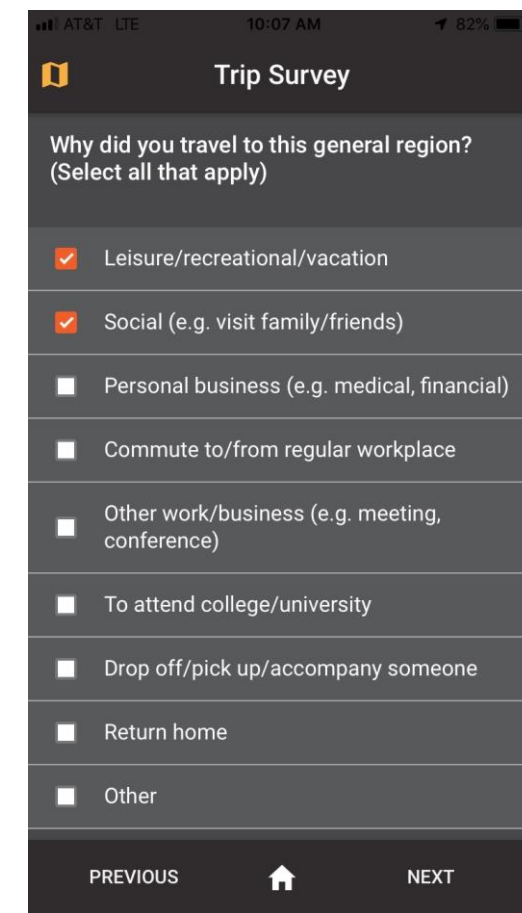 AT&T LTE 10:07 AM 82%
Trip Survey
Why did you travel to this general region?
(Select all that apply)
Leisure/recreational/vacation
Social (e.g. visit family/friends)
Personal business (e.g. medical, financial)
Commute to/from regular workplace
Other work/business (e.g. meeting,
conference)
To attend college/university
Drop off/pick up/accompany someone
Return home
Other
PREVIOUS NEXT